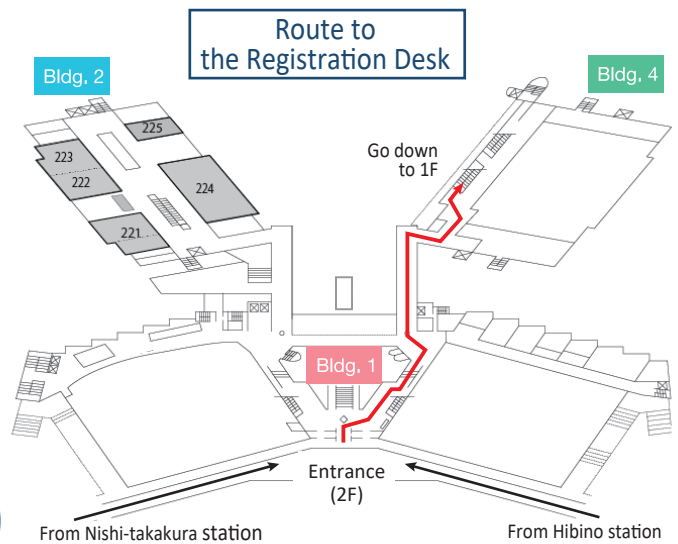 Route to
the Registration Desk
Bldg. 2
Bldg. 4
225
223
222
224
221
Go down
to 1F
Bldg. 1
Entrance
(2F)
From Nishi-takakura station
From Hibino station